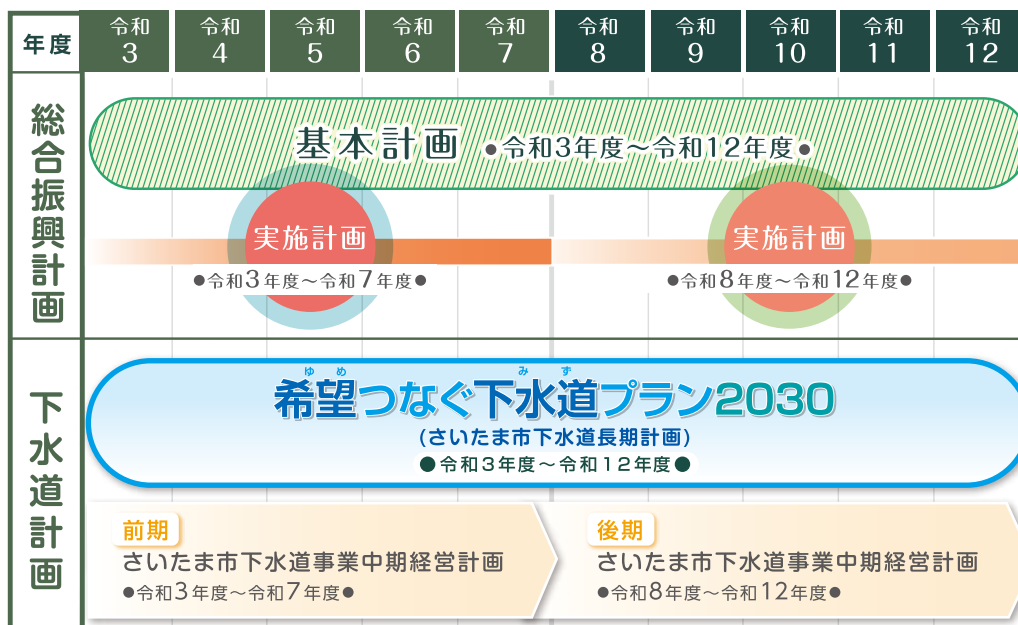 年度
令和
3
令和
4
令和
5
令和
6
令和
7
令和
8
令和
9
令和
10
令和
11
令和
12
総合振興計画
基本計画 ●令和3年度～令和12年度●
実施計画
●令和3年度～令和7年度●
実施計画
●令和8年度～令和12年度●
下水道計画
ゆめ みず
希望つなぐ下水道プラン2030
(さいたま市下水道長期計画)
●令和3年度～令和12年度●
前期
さいたま市下水道事業中期経営計画
●令和3年度～令和7年度●
後期
さいたま市下水道事業中期経営計画
●令和8年度～令和12年度●